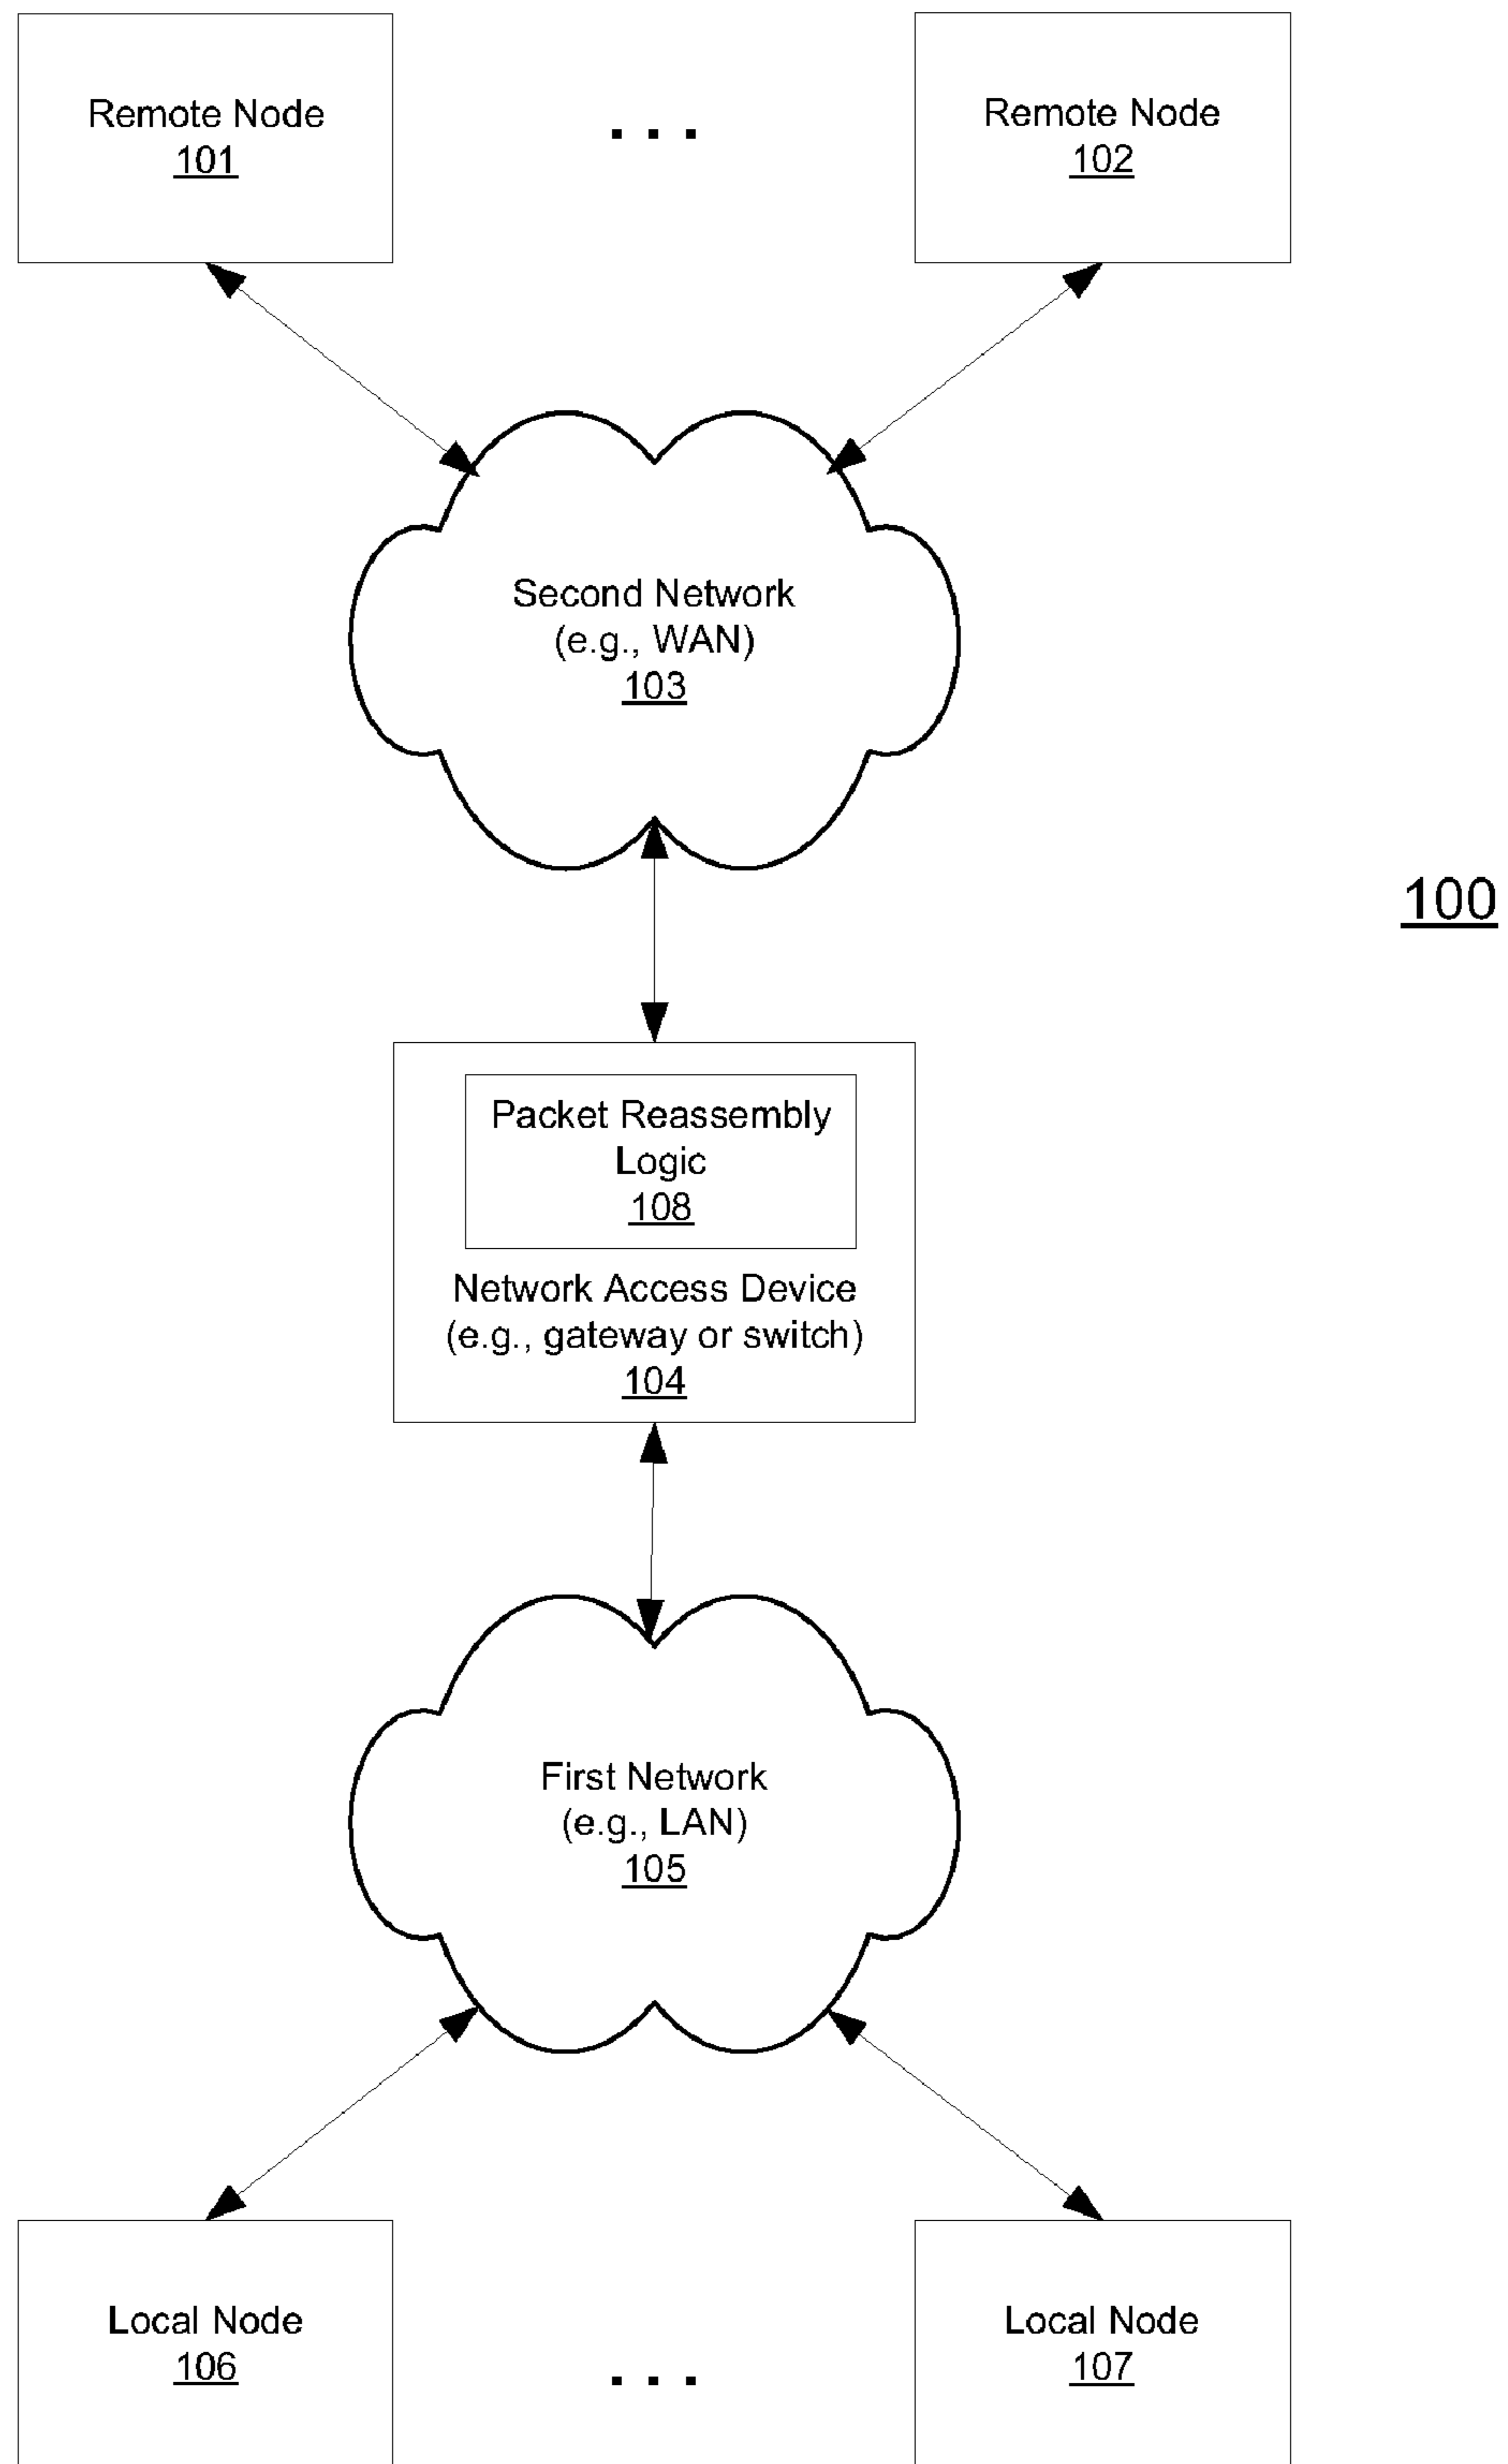 Remote Node
101
. . .
Remote Node
102
Second Network
(e.g., WAN)
103
100
Packet Reassembly
Logic
108
Network Access Device
(e.g., gateway or switch)
104
First Network
(e.g., LAN)
105
Local Node
106
. . .
Local Node
107